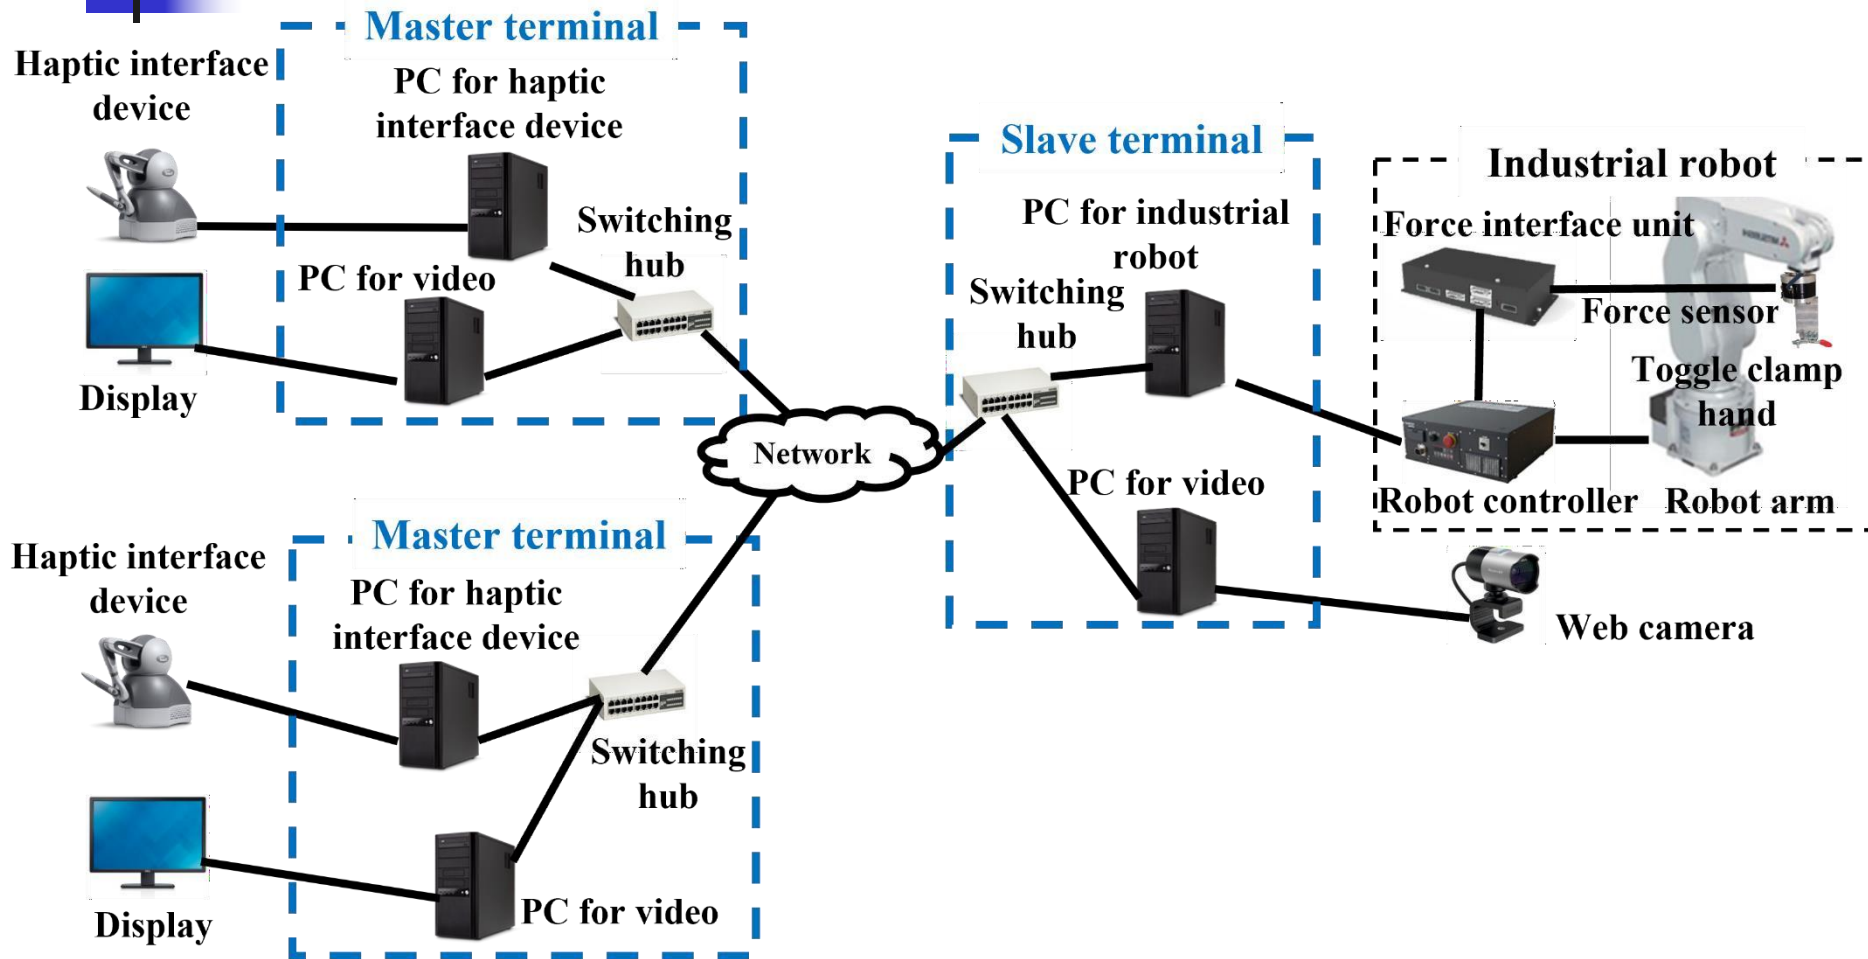 Master terminal
Haptic interface
device
PC for haptic
interface device
Switching
hub
PC for video
Display
Network
Slave terminal
PC for industrial
robot
Switching
hub
PC for video
Industrial robot
Force interface unit
Force sensor
Toggle clamp
hand
Robot controller
Robot arm
Web camera
Master terminal
Haptic interface
device
PC for haptic
interface device
Switching
hub
Display
PC for video